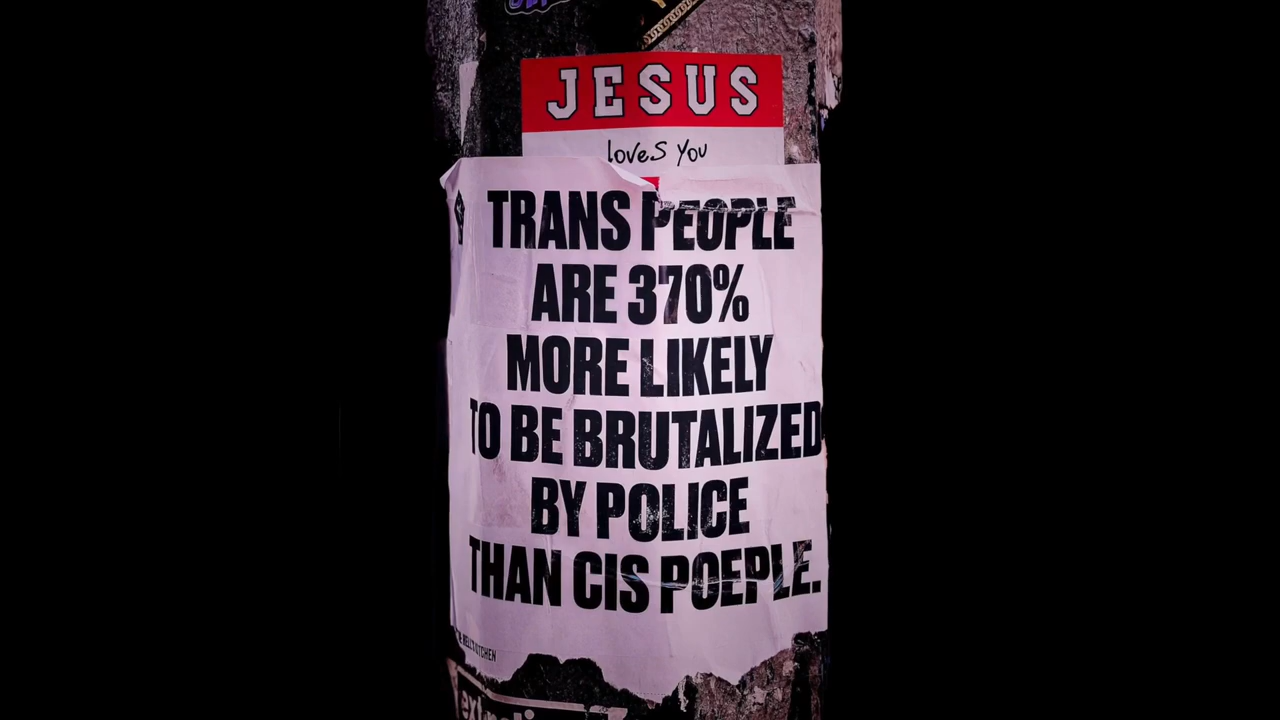 JESUS
loves you
TRANS PEOPLE
ARE 370%
MORE LIKELY
TO BE BRUTALIZED
BY POLICE
THAN CIS POEPLE.